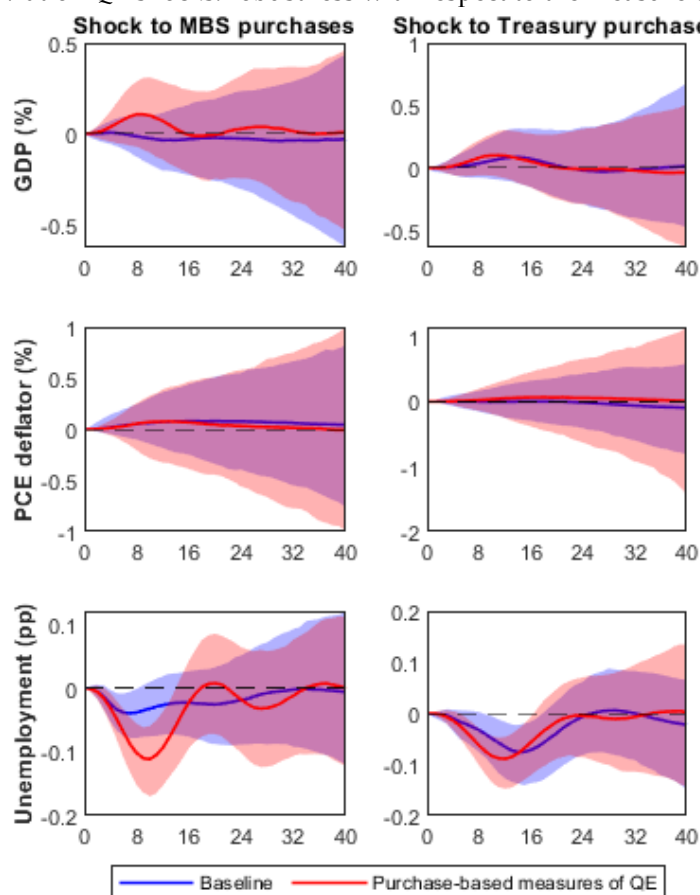 Shock to MBS purchases
Shock to Treasury purchase
GDP (%)
0.5
0
-0.5
0 8 16 24 32 40
1
0.5
0
-0.5
0 8 16 24 32 40
PCE deflator (%)
1
0.5
0
-0.5
-1
0 8 16 24 32 40
1
0
-1
-2
0 8 16 24 32 40
Unemployment (pp)
0.1
0
-0.1
-0.2
0 8 16 24 32 40
0.2
0.1
0
-0.1
-0.2
0 8 16 24 32 40
Baseline
Purchase-based measures of QE